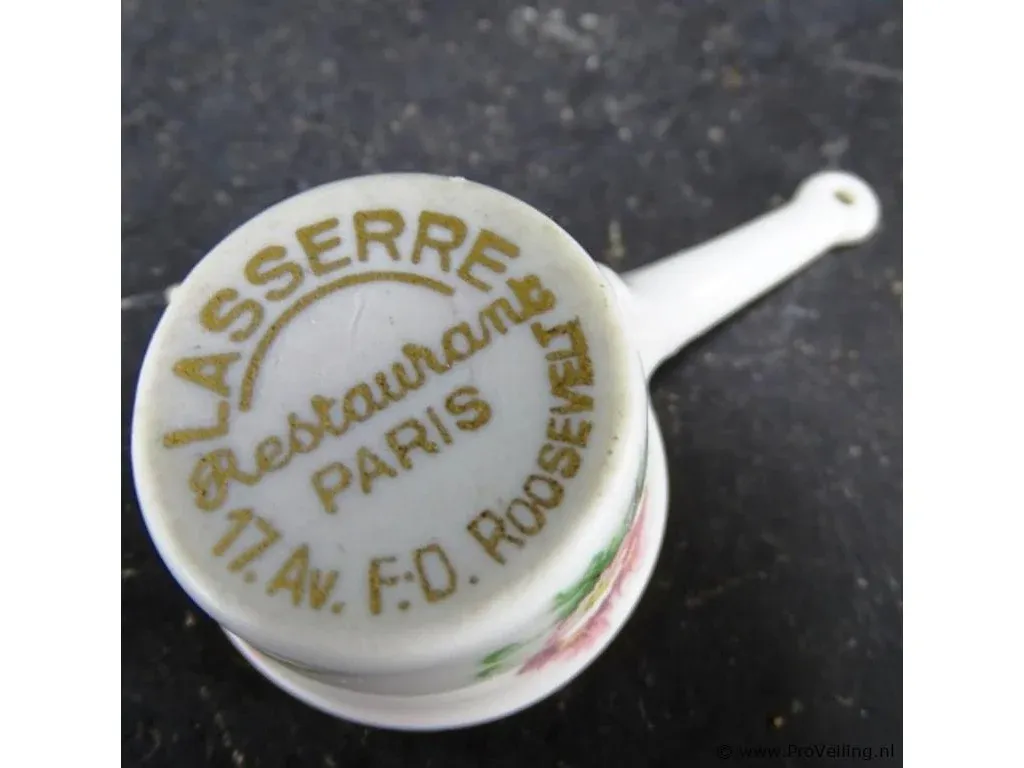 LASSERRE
Restaurant
PARIS
17. Av. F.D. ROOSEVELT
© www.ProVeiling.nl